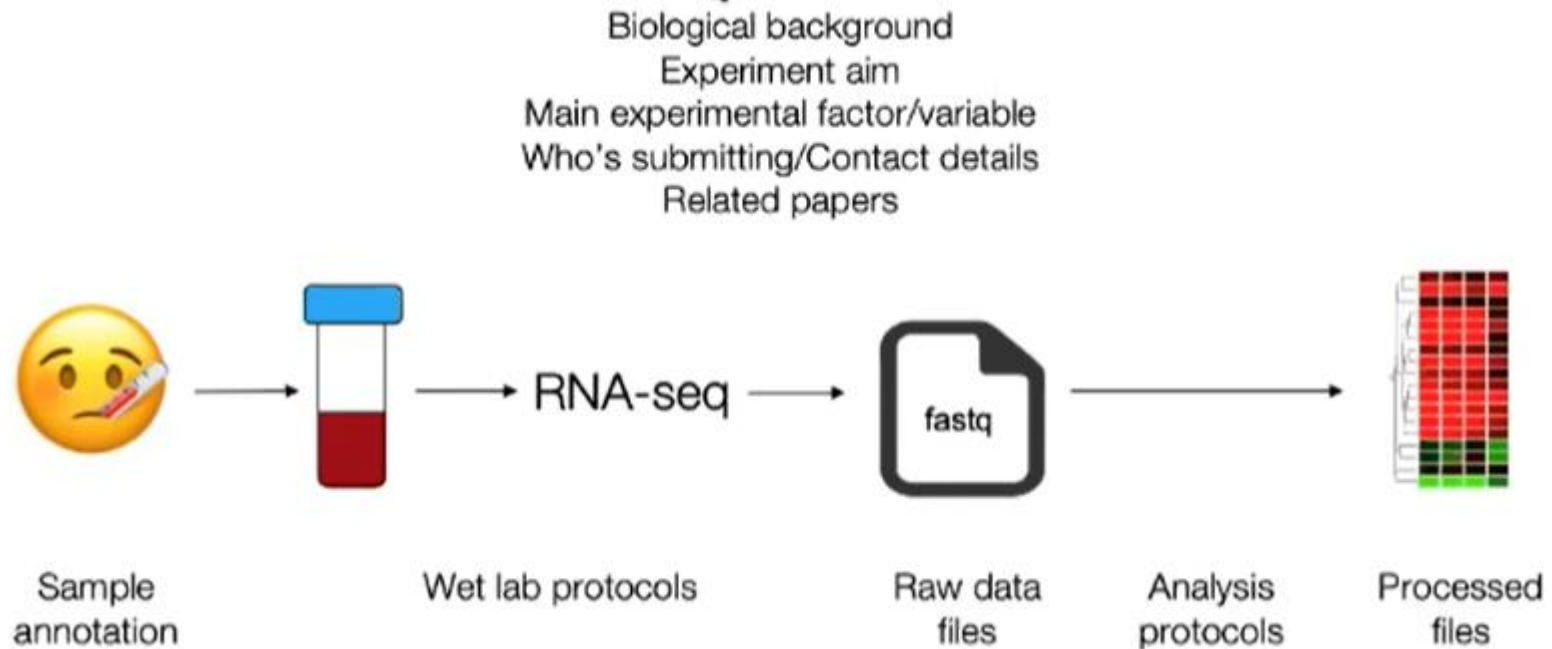 Biological background
Experiment aim
Main experimental factor/variable
Who's submitting/Contact details
Related papers
RNA-seq
fastq
Sample
annotation
Wet lab protocols
Raw data
files
Analysis
protocols
Processed
files